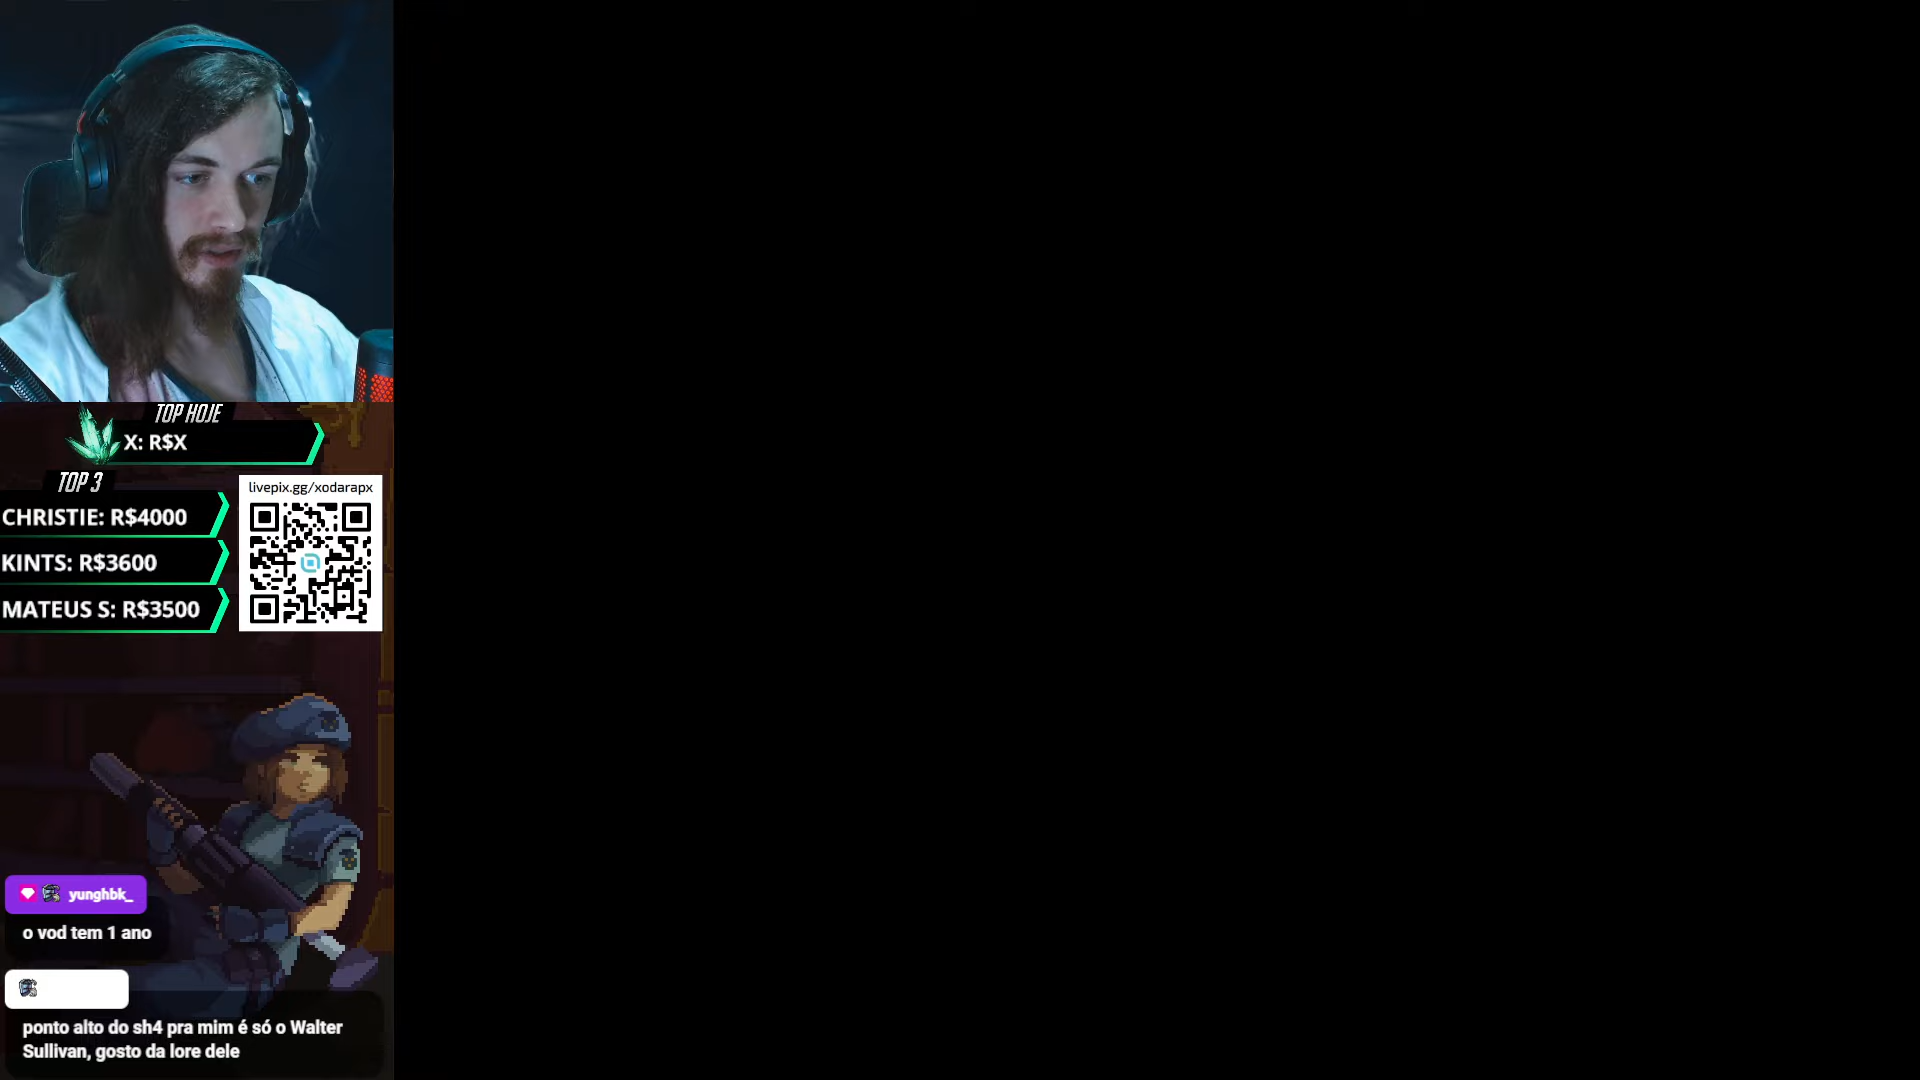 TOP HOJE
X: R$X
TOP 3
CHRISTIE: R$4000
KINTS: R$3600
MATEUS S: R$3500
livepix.gg/xodarapx
yunghbk_
o vod tem 1 ano
ponto alto do sh4 pra mim é só o Walter
Sullivan, gosto da lore dele